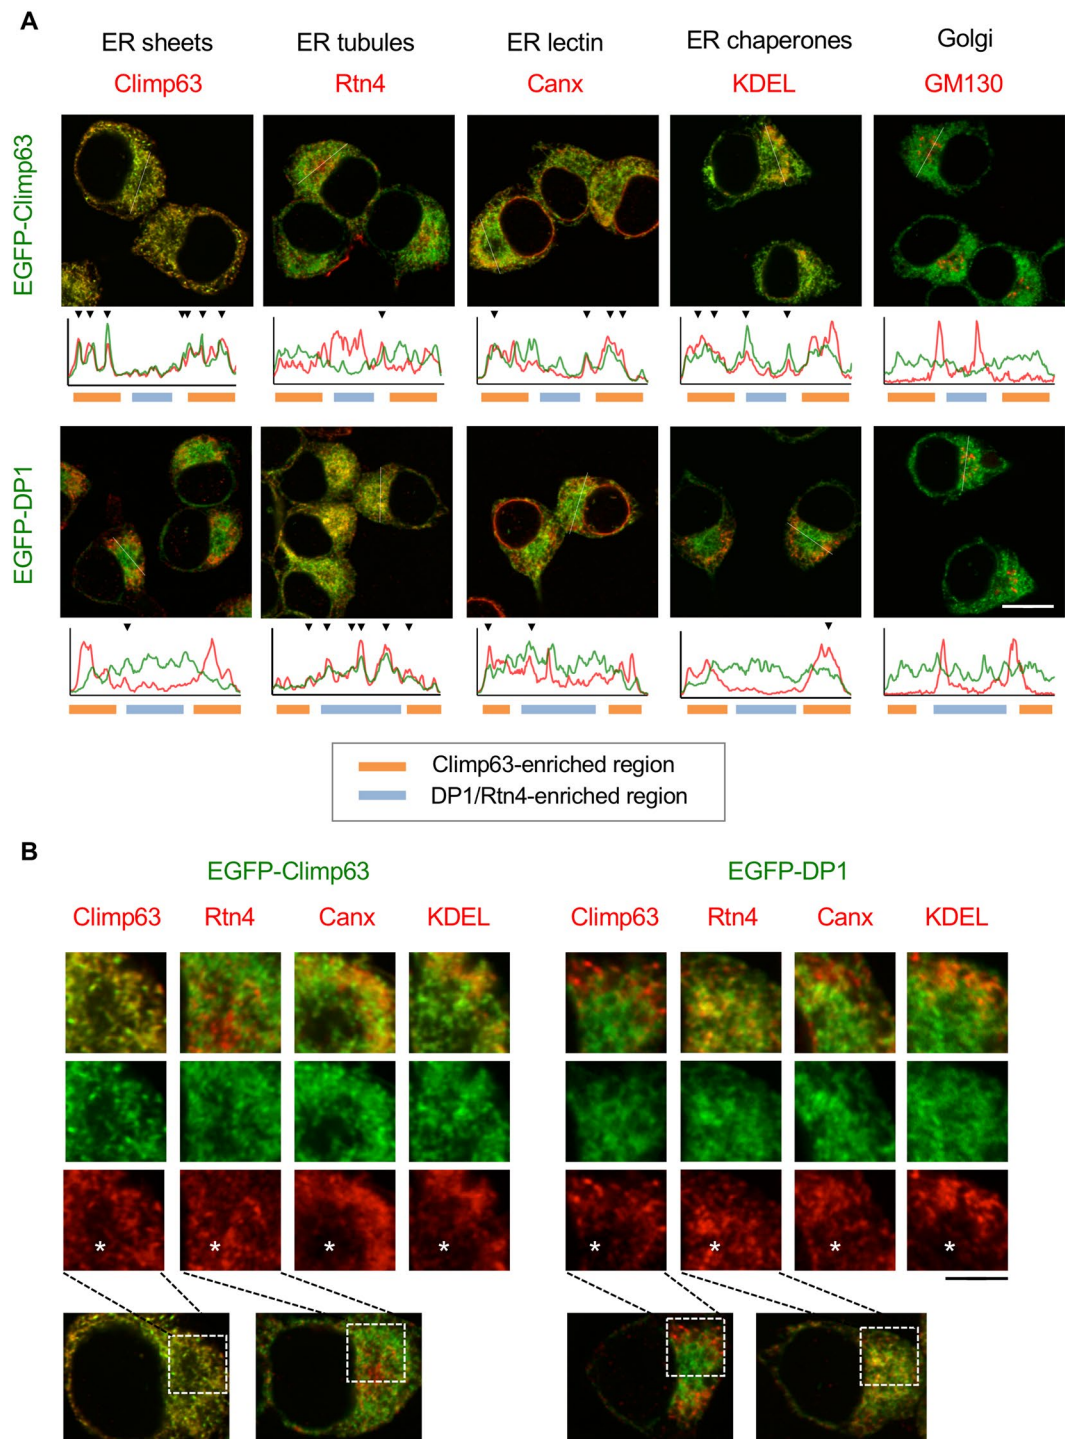 A
ER sheets ER tubules ER lectin ER chaperones Golgi
Climp63 Rtn4 Canx KDEL GM130
EGFP-Climp63
EGFP-DP1
Climp63-enriched region
DP1/Rtn4-enriched region
B
EGFP-Climp63 EGFP-DP1
Climp63 Rtn4 Canx KDEL Climp63 Rtn4 Canx KDEL
* * * * * * * *